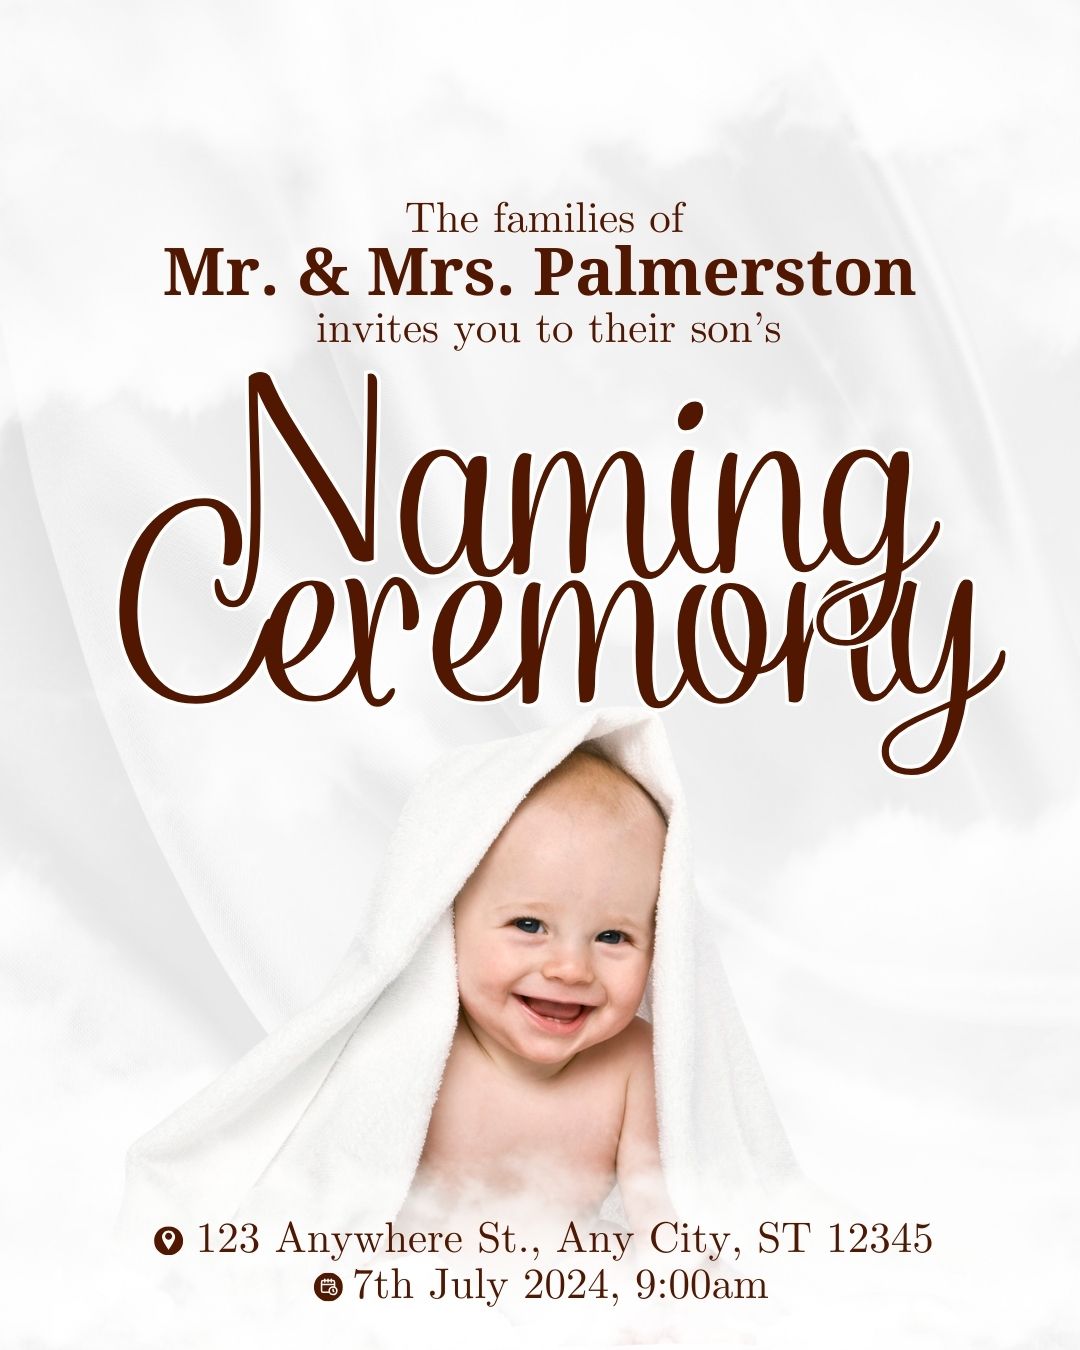 The families of
Mr. & Mrs. Palmerston
invites you to their son’s
Naming
Ceremony
123 Anywhere St., Any City, ST 12345
7th July 2024, 9:00am